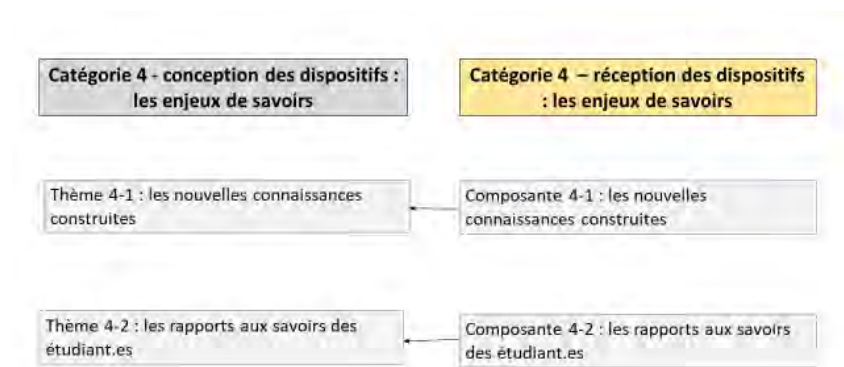 Catégorie 4 - conception des dispositifs :
les enjeux de savoirs
Catégorie 4 – réception des dispositifs
: les enjeux de savoirs
Thème 4-1 : les nouvelles connaissances
construites
Composante 4-1 : les nouvelles
connaissances construites
Thème 4-2 : les rapports aux savoirs des
étudiant.es
Composante 4-2 : les rapports aux savoirs
des étudiant.es